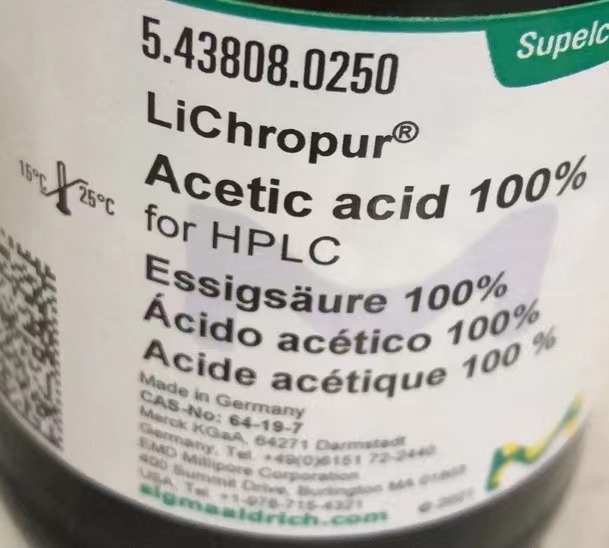 5.43808.0250
Supelc
LiChropur®
Acetic acid 100%
for HPLC
15°C
25°C
Essigsäure 100%
Ácido acético 100%
Acide acétique 100 %
Made in Germany
CAS-No: 64-19-7
Merck KGaA, 64271 Darmstadt
Germany, Tel. +49(0)6151 72-2440
EMD Millipore Corporation
400 Summit Drive, Burlington MA 01803
USA, Tel. +1-978-715-4321
sigmaaldrich.com